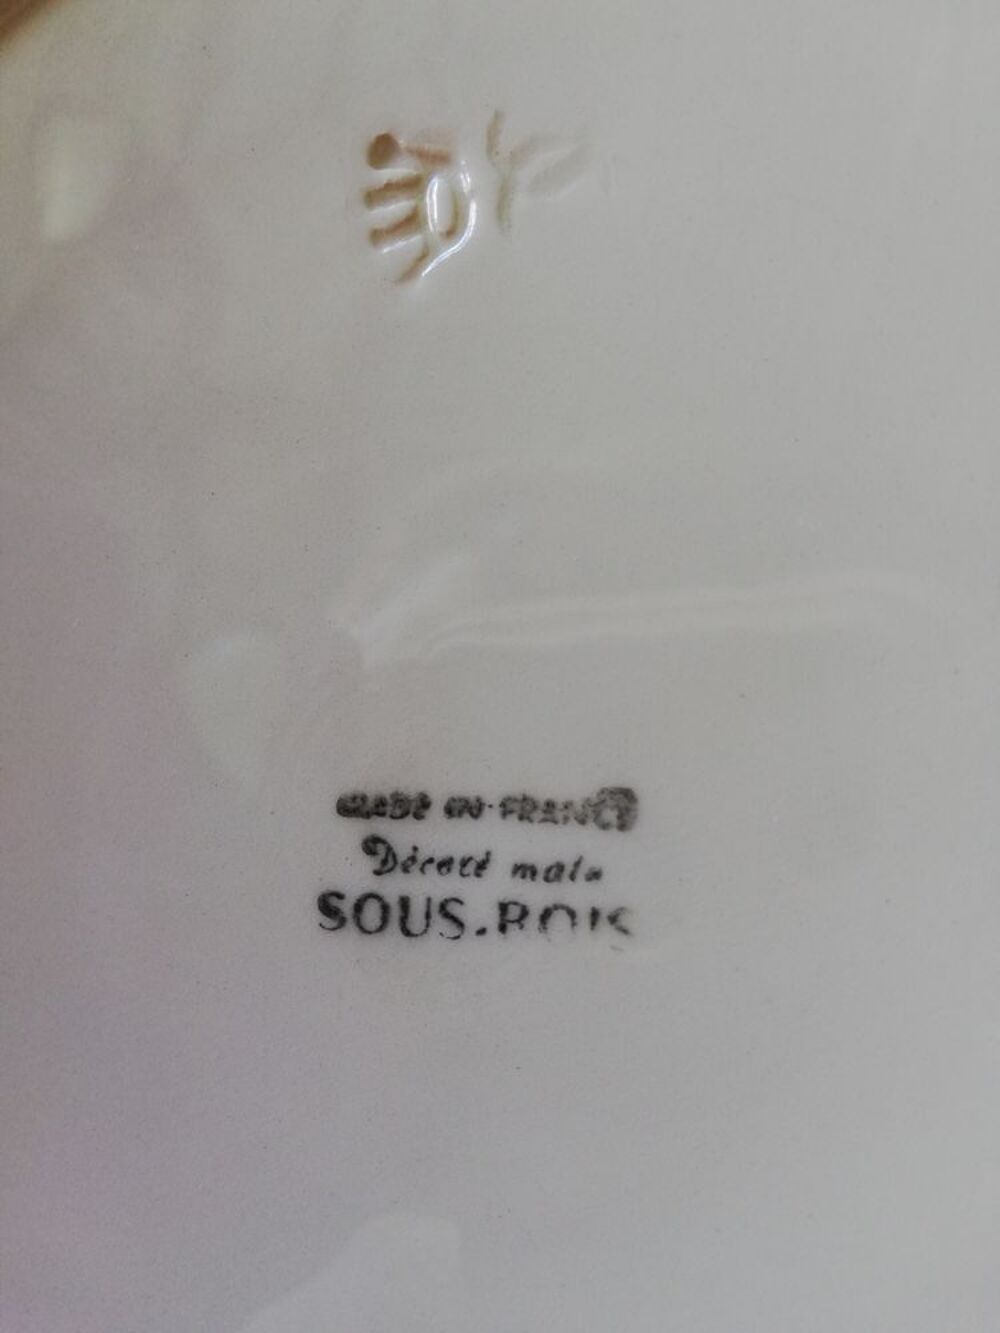 MADE IN FRANCE
Décoré main
SOUS.BOIS